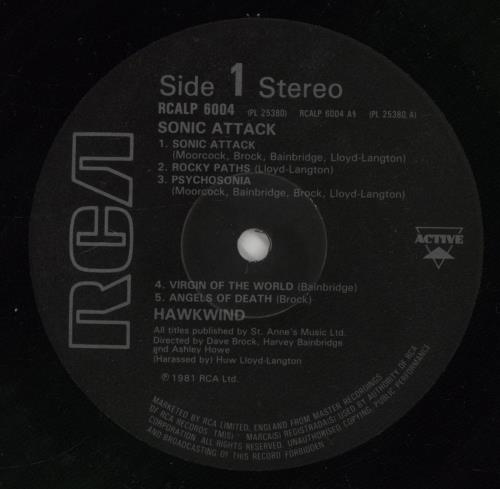 Side 1 Stereo
RCALP 6004 (PL 25380) RCALP 6004 A1 (PL 25380 A)
SONIC ATTACK
1. SONIC ATTACK
(Moorcock, Brock, Bainbridge, Lloyd-Langton)
2. ROCKY PATHS (Lloyd-Langton)
3. PSYCHOSONIA
(Moorcock, Bainbridge, Brock, Lloyd-Langton)
RCA
ACTIVE
4. VIRGIN OF THE WORLD (Bainbridge)
5. ANGELS OF DEATH (Brock)
HAWKWIND
All titles published by St. Anne's Music Ltd.
Directed by Dave Brock, Harvey Bainbridge
and Ashley Howe
(Harassed by) Huw Lloyd-Langton
℗ 1981 RCA Ltd.
MARKETED BY RCA LIMITED, ENGLAND FROM MASTER RECORDINGS
OF RCA RECORDS. TM(S) MARCA(S) REGISTRADA(S) USED BY AUTHORITY OF RCA
CORPORATION. ALL RIGHTS RESERVED. UNAUTHORISED COPYING, PUBLIC PERFORMANCE,
AND BROADCASTING OF THIS RECORD FORBIDDEN